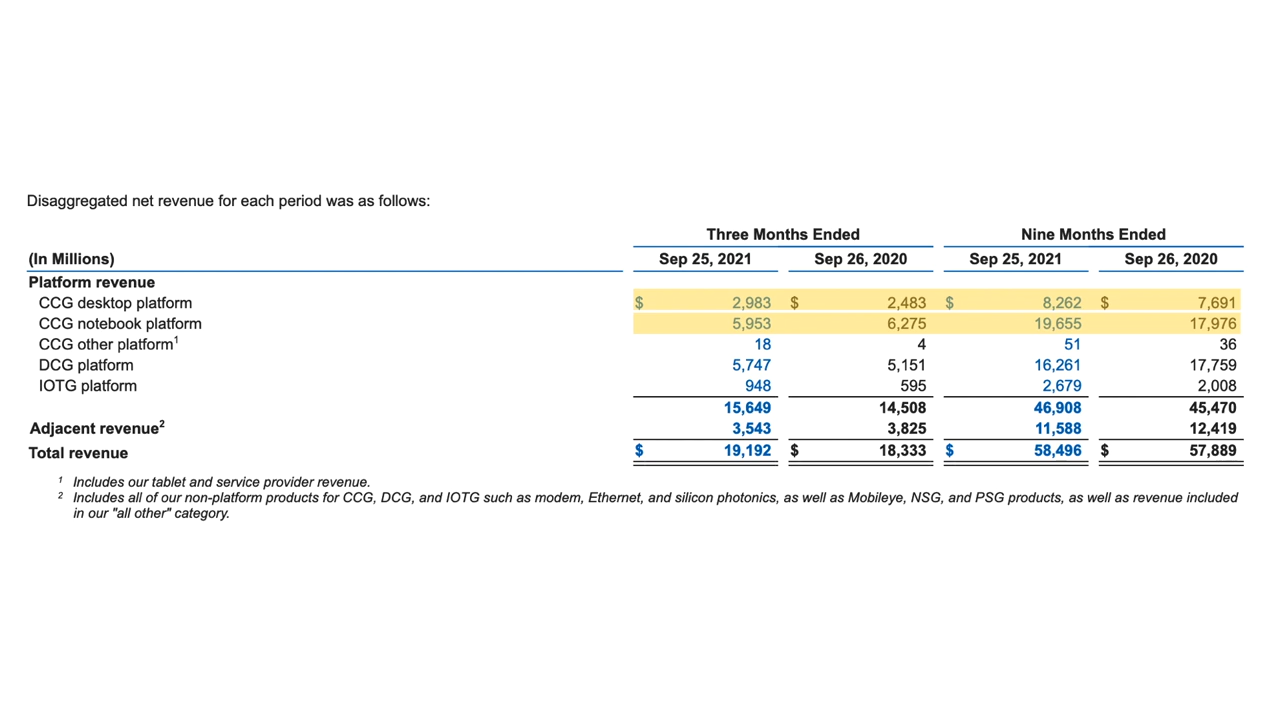 Disaggregated net revenue for each period was as follows:
Three Months Ended Nine Months Ended
(In Millions) Sep 25, 2021 Sep 26, 2020 Sep 25, 2021 Sep 26, 2020
Platform revenue
CCG desktop platform $ 2,983 $ 2,483 $ 8,262 $ 7,691
CCG notebook platform 5,953 6,275 19,655 17,976
CCG other platform¹ 18 4 51 36
DCG platform 5,747 5,151 16,261 17,759
IOTG platform 948 595 2,679 2,008
15,649 14,508 46,908 45,470
Adjacent revenue² 3,543 3,825 11,588 12,419
Total revenue $ 19,192 $ 18,333 $ 58,496 $ 57,889
¹ Includes our tablet and service provider revenue.
² Includes all of our non-platform products for CCG, DCG, and IOTG such as modem, Ethernet, and silicon photonics, as well as Mobileye, NSG, and PSG products, as well as revenue included
in our "all other" category.